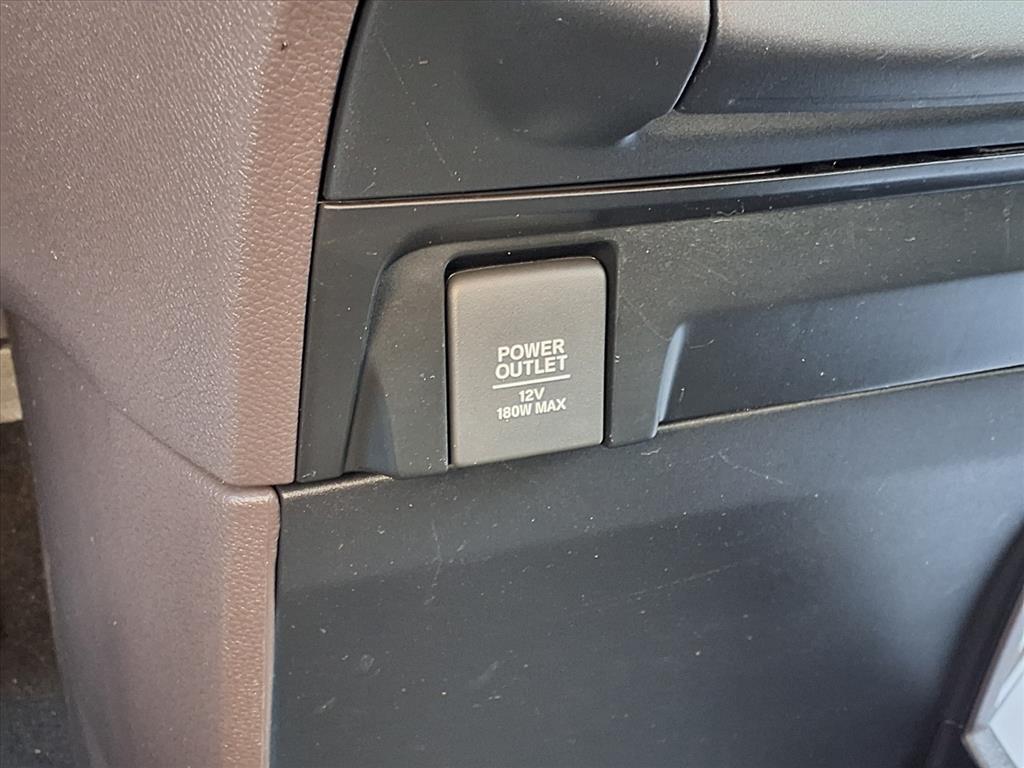 POWER
OUTLET
12V
180W MAX